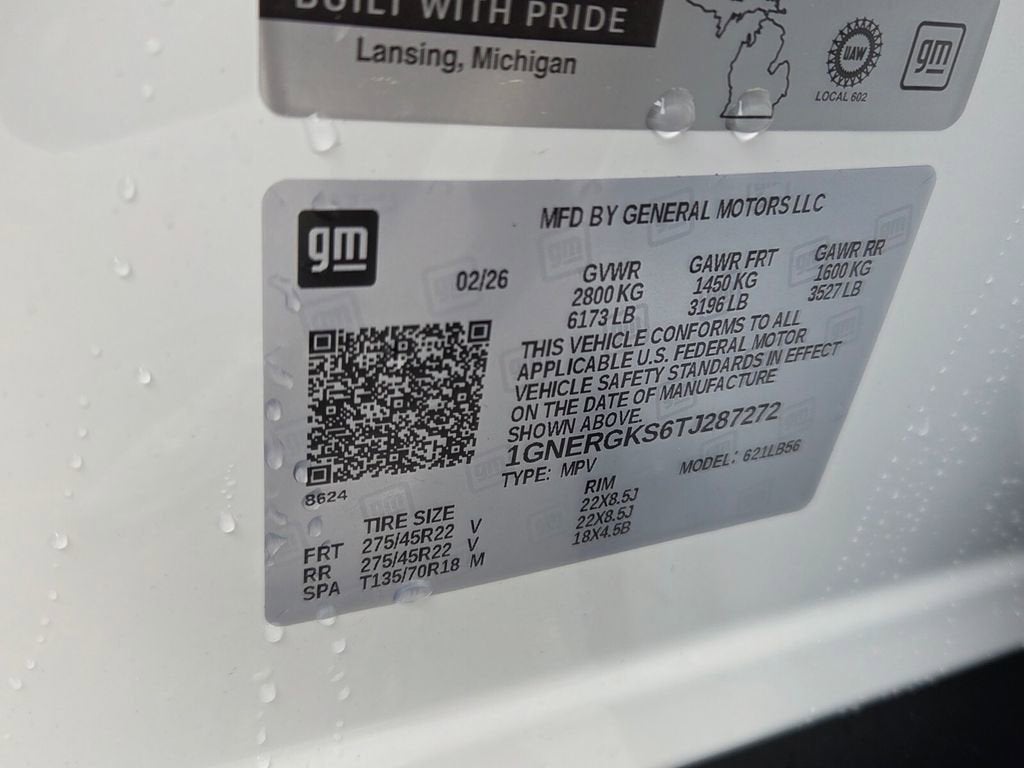 BUILT WITH PRIDE
Lansing, Michigan
UAW
LOCAL 602
gm
gm
MFD BY GENERAL MOTORS LLC
02/26
GVWR
2800 KG
6173 LB
GAWR FRT
1450 KG
3196 LB
GAWR RR
1600 KG
3527 LB
THIS VEHICLE CONFORMS TO ALL
APPLICABLE U.S. FEDERAL MOTOR
VEHICLE SAFETY STANDARDS IN EFFECT
ON THE DATE OF MANUFACTURE
SHOWN ABOVE.
1GNERGKS6TJ287272
TYPE: MPV MODEL: 621LB56
8624
TIRE SIZE RIM
FRT 275/45R22 V 22X8.5J
RR 275/45R22 V 22X8.5J
SPA T135/70R18 M 18X4.5B